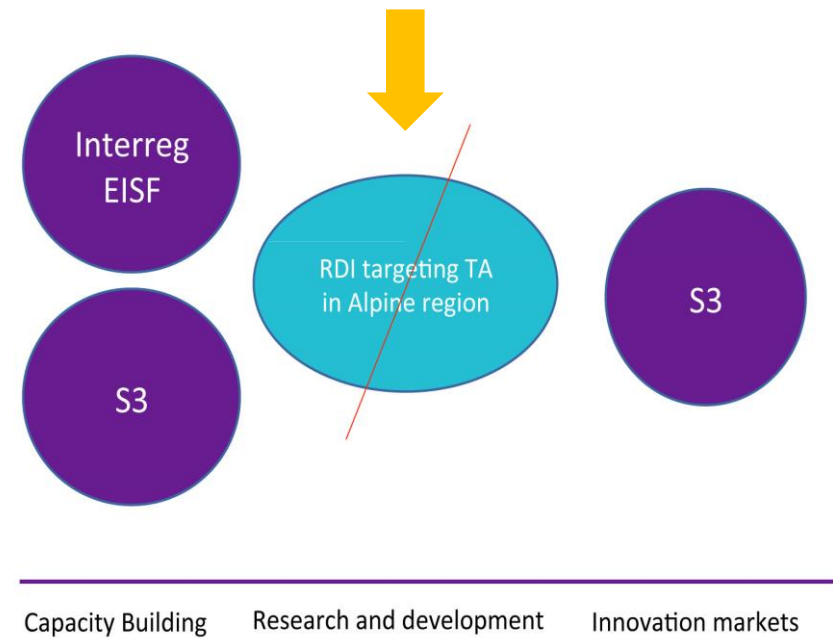 Interreg
EISF
RDI targeting TA
in Alpine region
S3
S3
Capacity Building
Research and development
Innovation markets